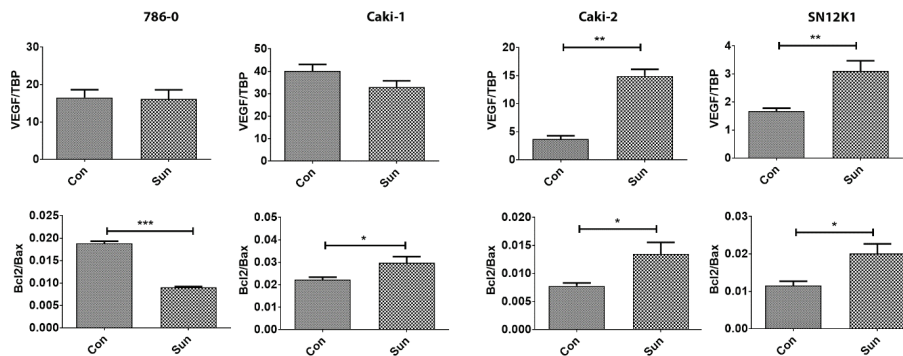 786-0
Caki-1
Caki-2
SN12K1
VEGF/TBP
30
20
10
0
Con
Sun
VEGF/TBP
50
40
30
20
10
0
Con
Sun
VEGF/TBP
20
15
10
5
0
**
Con
Sun
VEGF/TBP
4
3
2
1
0
**
Con
Sun
Bcl2/Bax
0.025
0.020
0.015
0.010
0.005
0.000
***
Con
Sun
Bcl2/Bax
0.05
0.04
0.03
0.02
0.01
0.00
*
Con
Sun
Bcl2/Bax
0.020
0.015
0.010
0.005
0.000
*
Con
Sun
Bcl2/Bax
0.03
0.02
0.01
0.00
*
Con
Sun